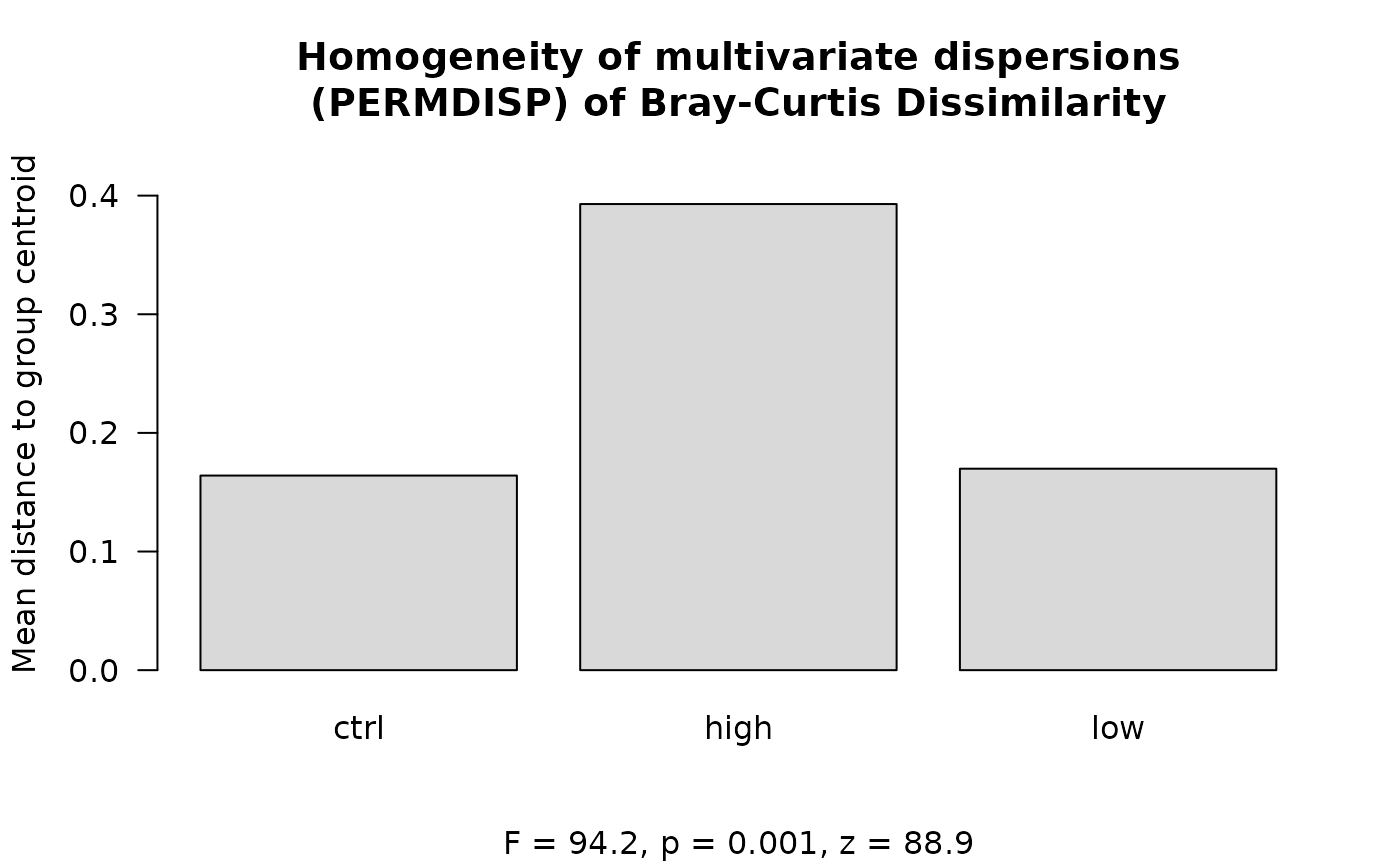 Homogeneity of multivariate dispersions
(PERMDISP) of Bray-Curtis Dissimilarity
Mean distance to group centroid
0.4
0.3
0.2
0.1
0.0
ctrl
high
low
F = 94.2, p = 0.001, z = 88.9